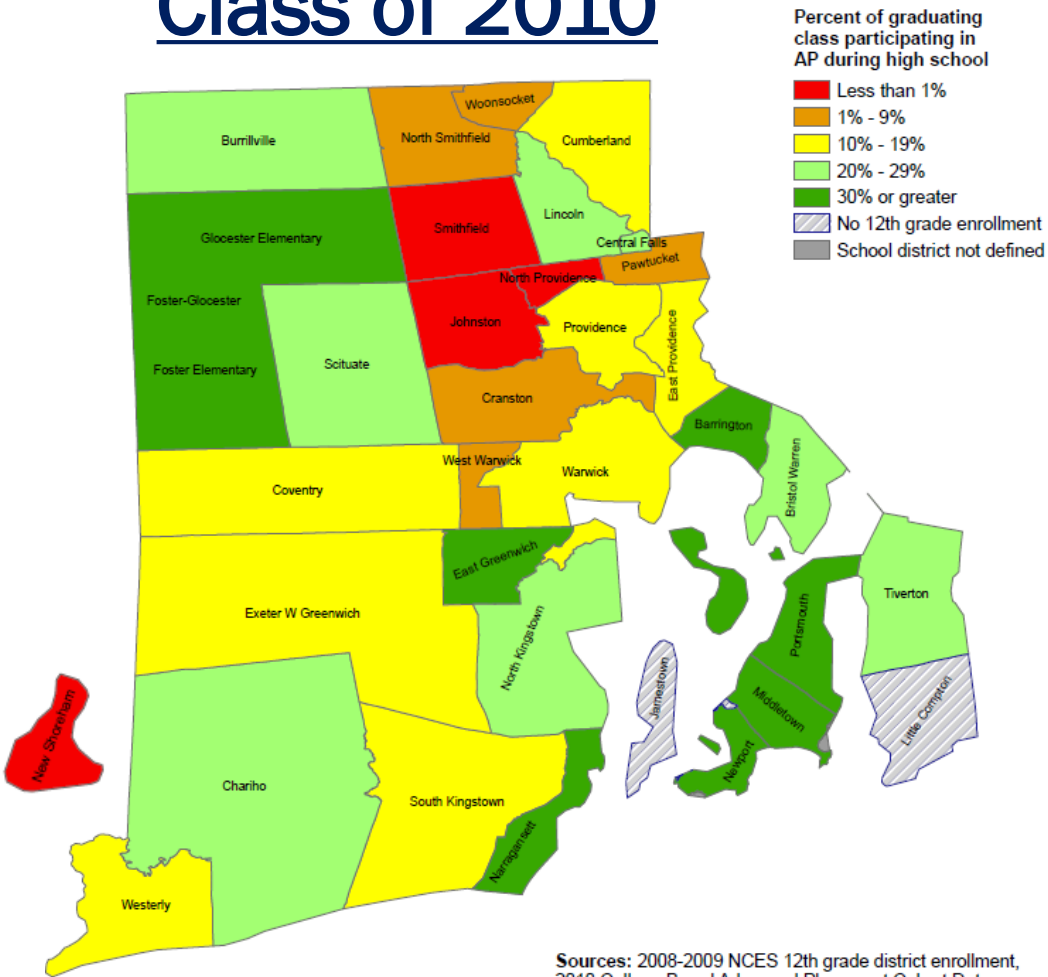 Class of 2010
Percent of graduating
class participating in
AP during high school
Less than 1%
1% - 9%
10% - 19%
20% - 29%
30% or greater
No 12th grade enrollment
School district not defined
Woonsocket
Burrillville
North Smithfield
Cumberland
Lincoln
Smithfield
Glocester Elementary
Central Falls
Pawtucket
North Providence
Foster-Glocester
Johnston
Providence
East Providence
Scituate
Foster Elementary
Cranston
Barrington
Bristol Warren
West Warwick
Warwick
Coventry
East Greenwich
Tiverton
Exeter W Greenwich
Portsmouth
North Kingstown
Jamestown
Middletown
Little Compton
New Shoreham
Newport
Chariho
South Kingstown
Narragansett
Westerly
Sources: 2008-2009 NCES 12th grade district enrollment,